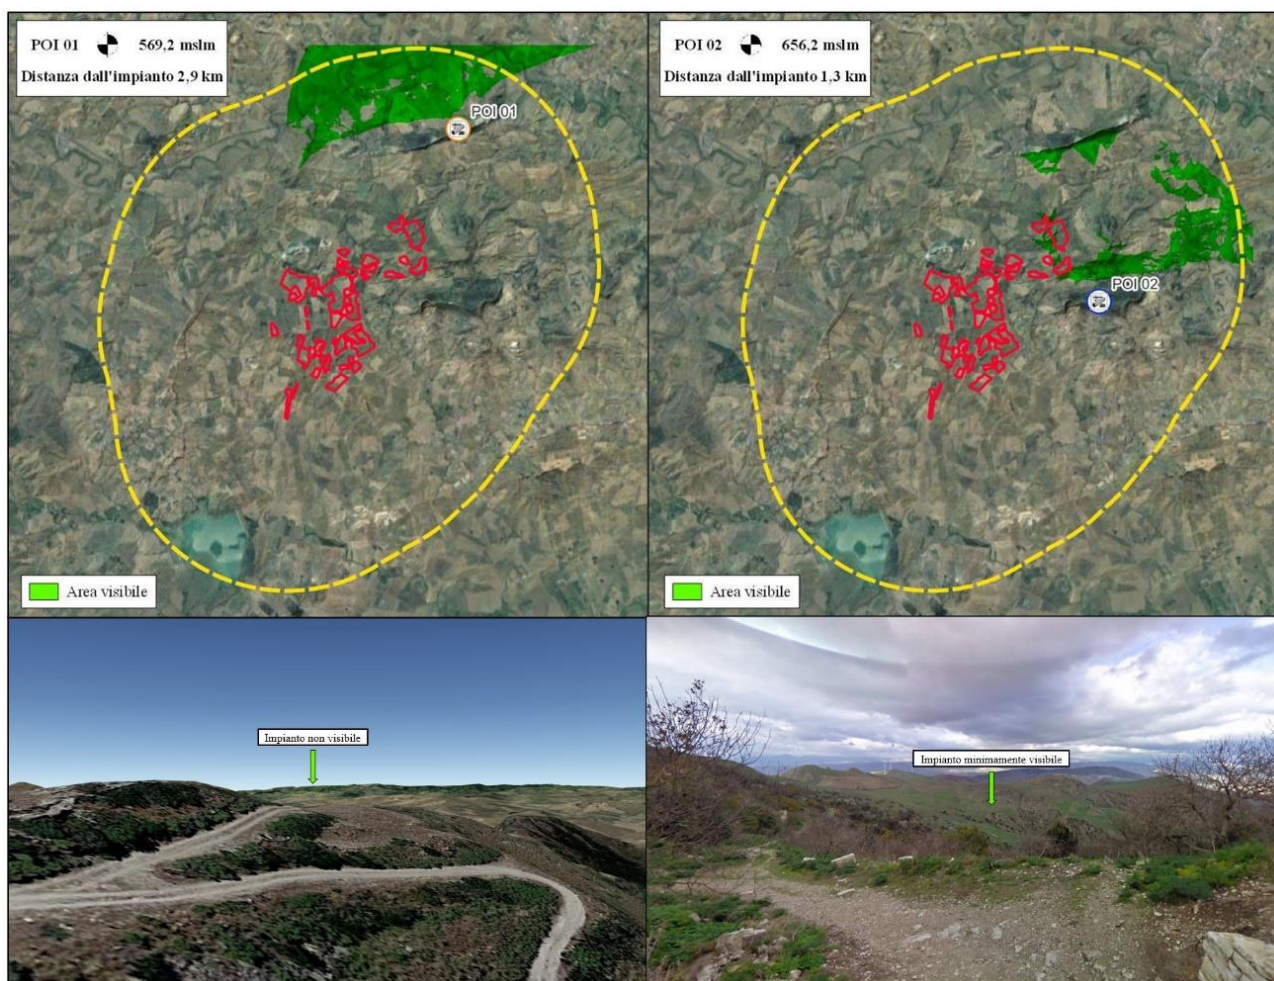 POI 01 569,2 mslm
Distanza dall'impianto 2,9 km
POI 01
Area visibile
POI 02 656,2 mslm
Distanza dall'impianto 1,3 km
POI 02
Area visibile
Impianto non visibile
Impianto minimamente visibile